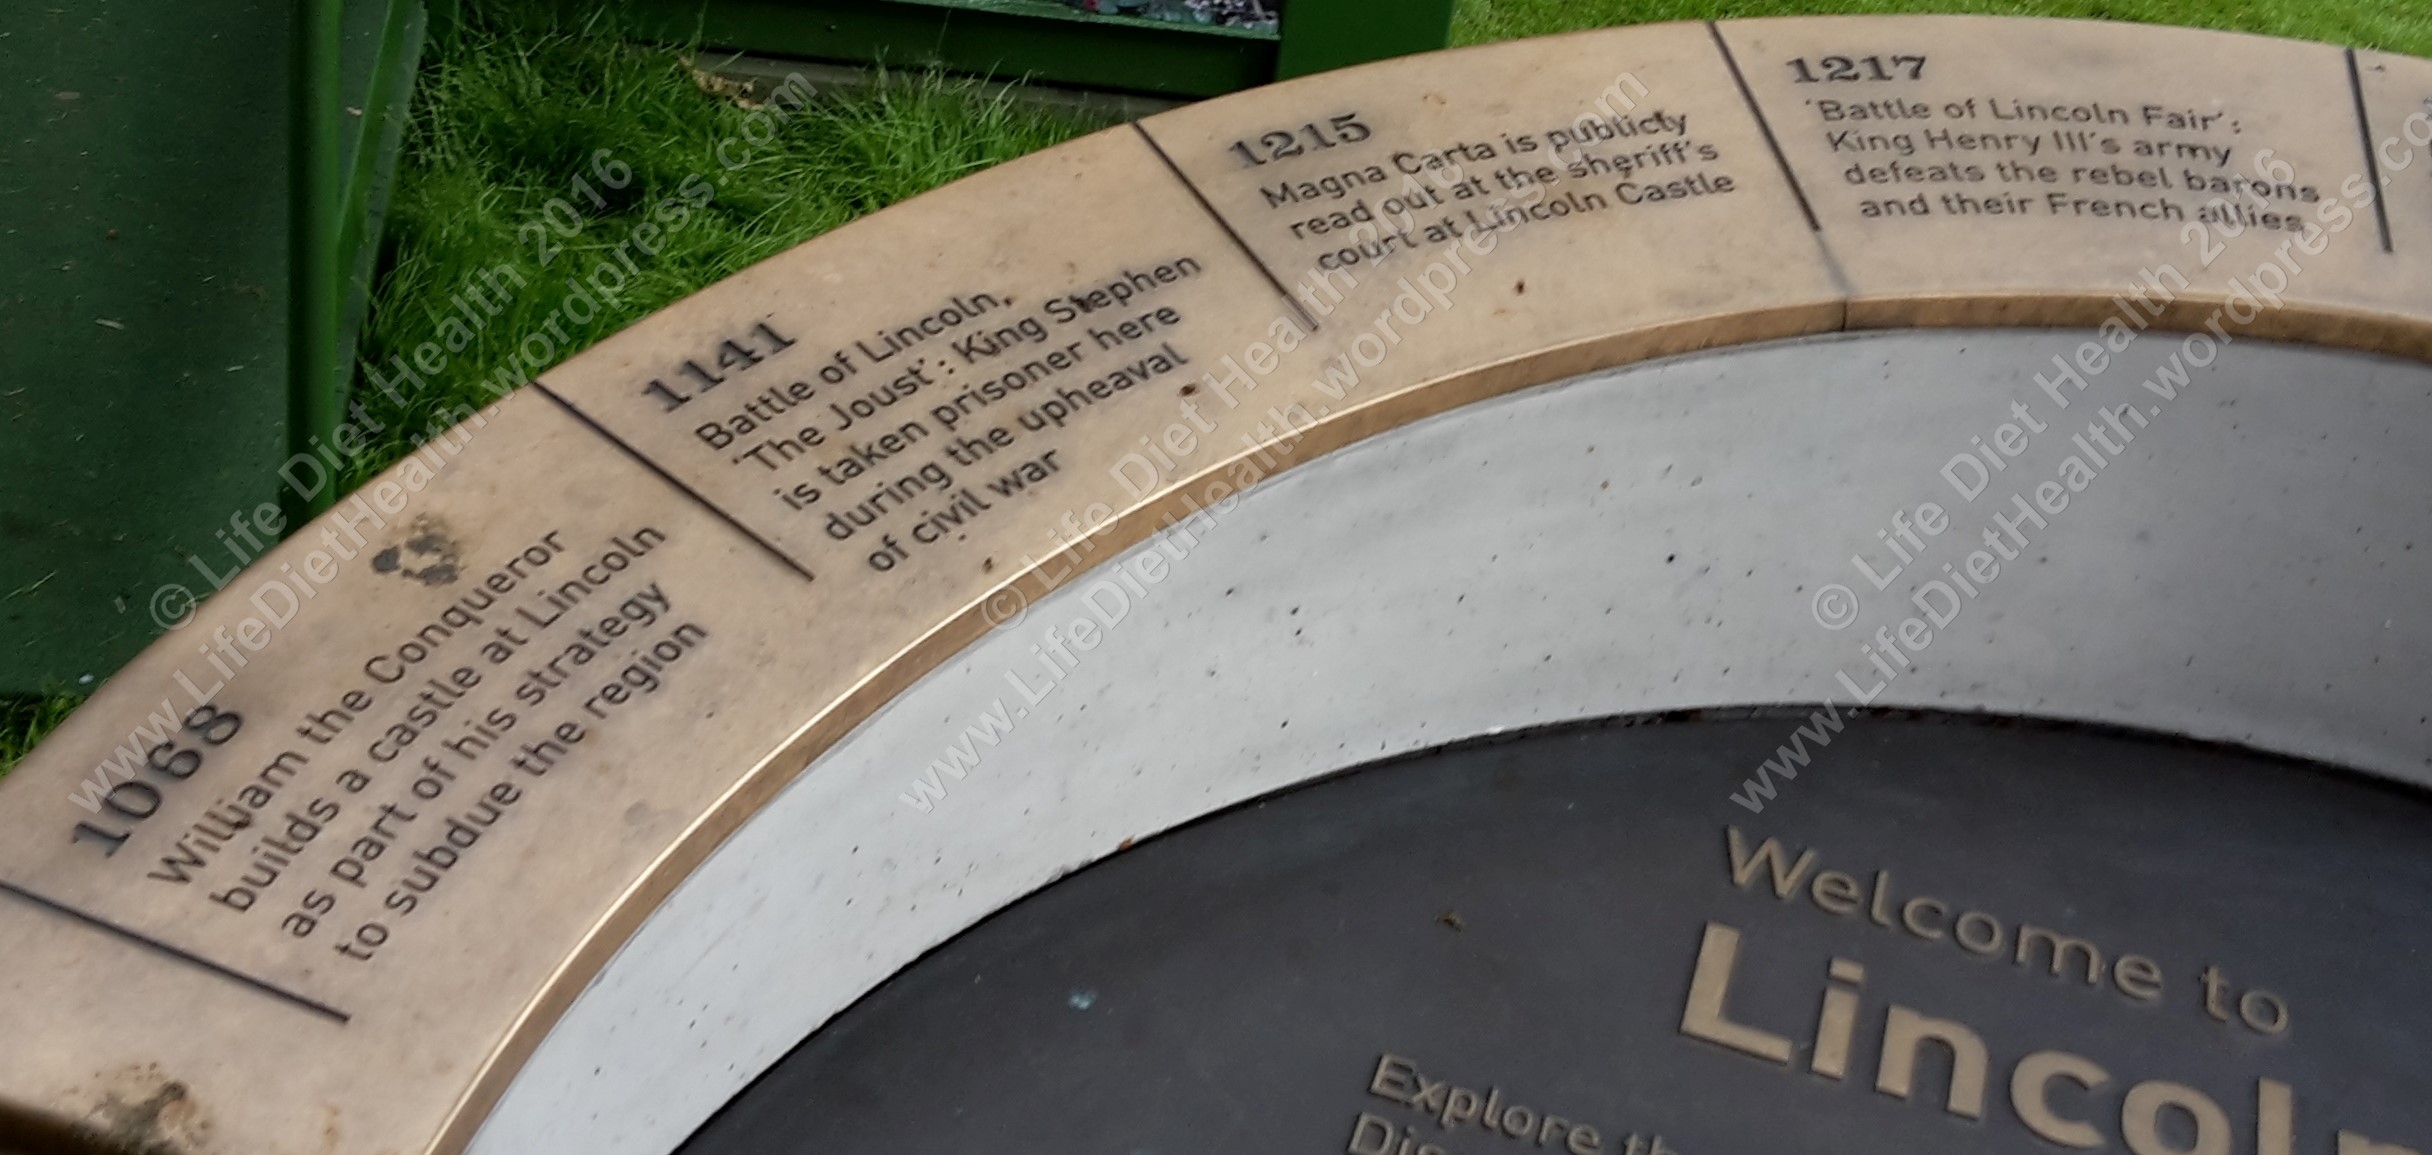 1068
William the Conqueror
builds a castle at Lincoln
as part of his strategy
to subdue the region
1141
Battle of Lincoln,
'The Joust': King Stephen
is taken prisoner here
during the upheaval
of civil war
1215
Magna Carta is publicly
read out at the sheriff's
court at Lincoln Castle
1217
'Battle of Lincoln Fair':
King Henry III's army
defeats the rebel barons
and their French allies
Welcome to
Lincoln
Explore
© Life Diet Health 2016
www.LifeDietHealth.wordpress.com
© Life Diet Health 2016
www.LifeDietHealth.wordpress.com
© Life Diet Health 2016
www.LifeDietHealth.wordpress.co